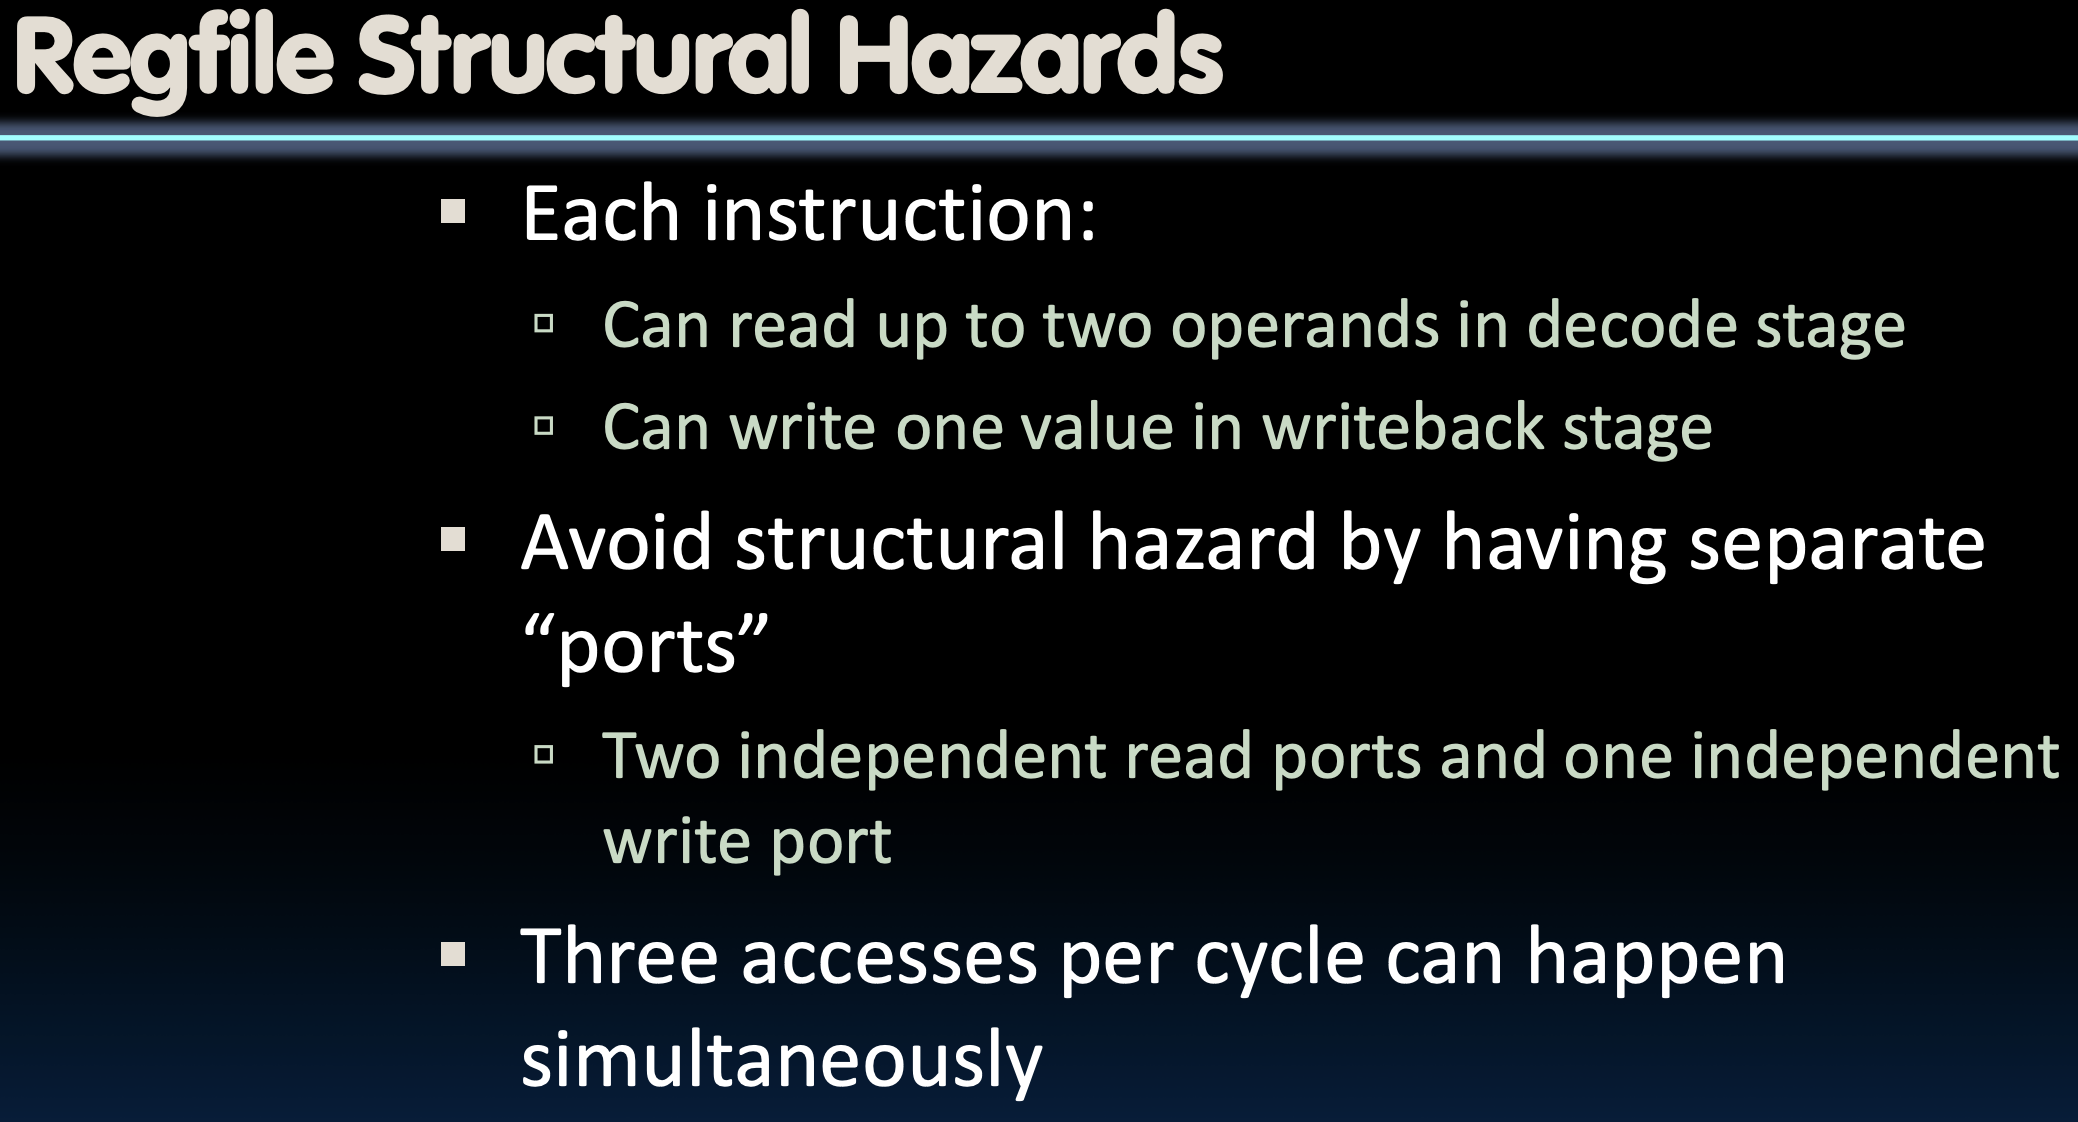 Regfile Structural Hazards
Each instruction:
Can read up to two operands in decode stage
Can write one value in writeback stage
Avoid structural hazard by having separate
“ports”
Two independent read ports and one independent
write port
Three accesses per cycle can happen
simultaneously